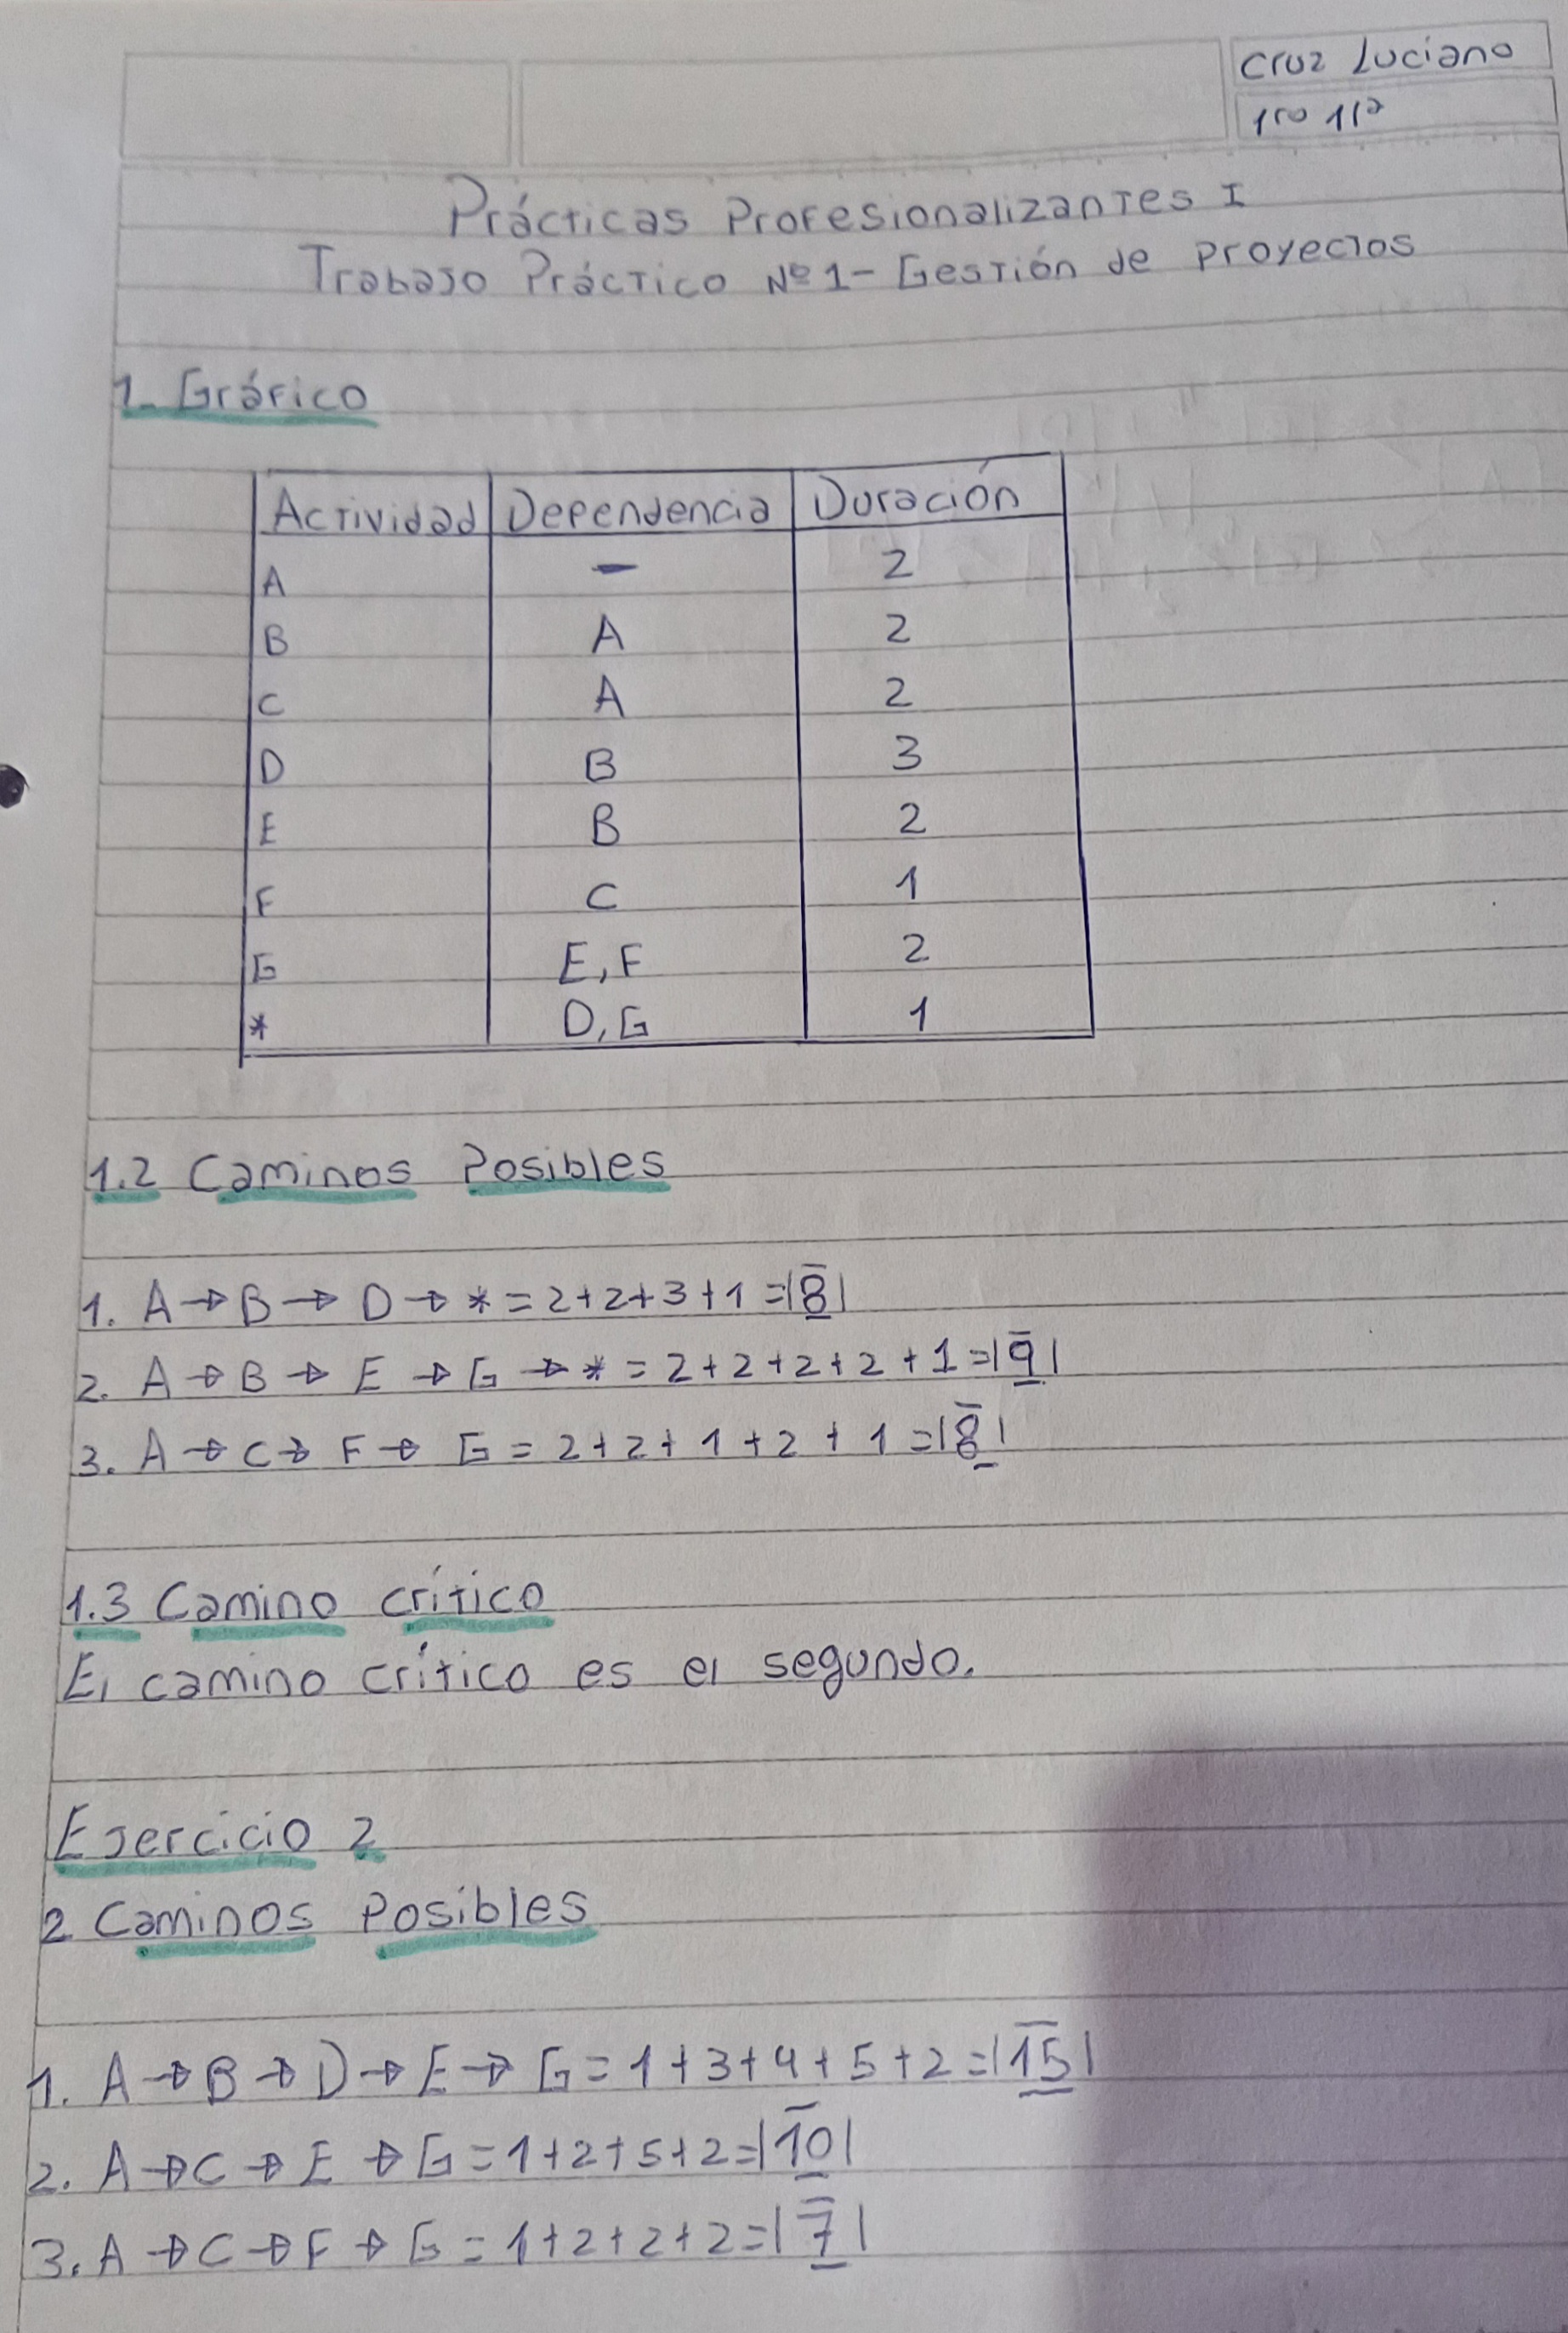 Cruz Luciano
1ro 11ª
Prácticas Profesionalizantes I
Trabajo Práctico Nº1- Gestión de proyectos
1- Gráfico
Actividad Dependencia Duración
A - 2
B A 2
C A 2
D B 3
E B 2
F C 1
G E,F 2
* D,G 1
1.2 Caminos Posibles
1. A → B → D → * = 2+2+3+1 = |8|
2. A → B → E → G → * = 2+2+2+2+1 = |9|
3. A → C → F → G = 2+2+1+2+1 = |8|
1.3 Camino crítico
El camino crítico es el segundo.
Ejercicio 2
2 Caminos Posibles
1. A → B → D → E → G = 1+3+4+5+2 = |15|
2. A → C → E → G = 1+2+5+2 = |10|
3. A → C → F → G = 1+2+2+2 = |7|